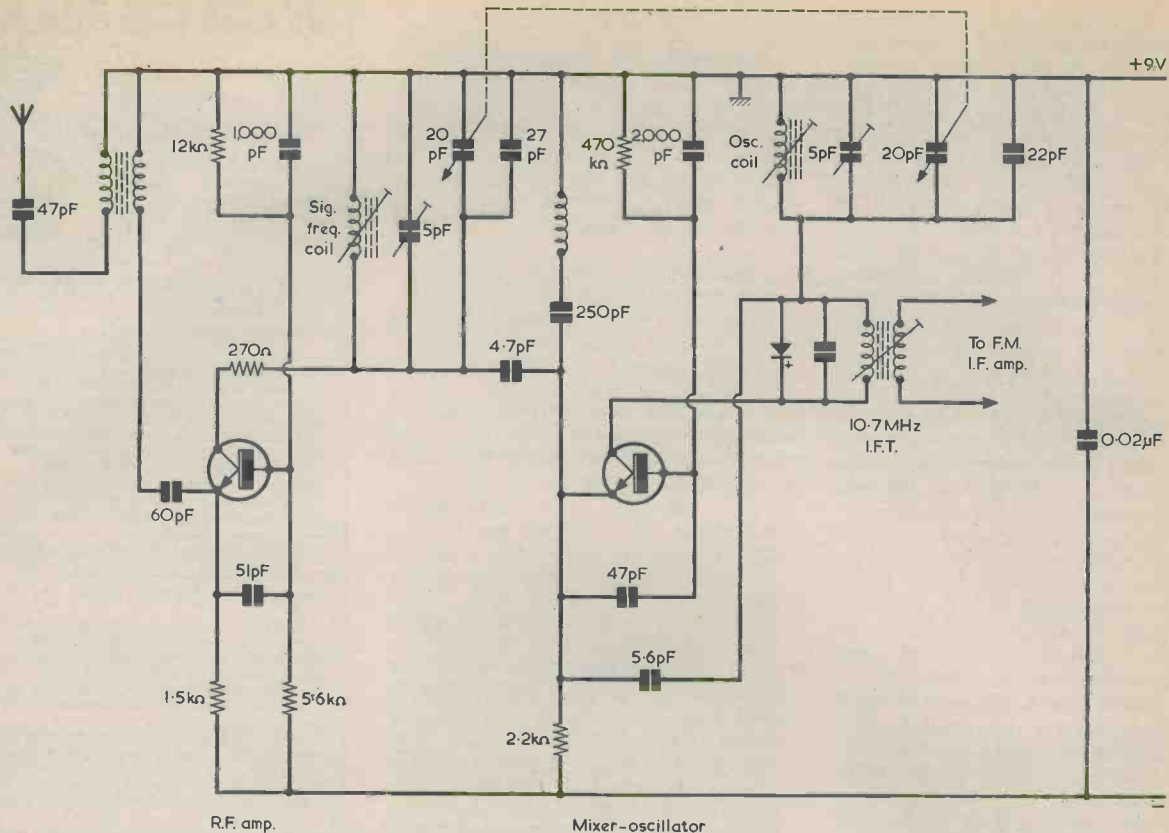 +9V
47pF
12kΩ
1,000
pF
Sig.
freq.
coil
5pF
20
pF
27
pF
470
kΩ
2,000
pF
Osc.
coil
5pF
20pF
22pF
250pF
4·7pF
270Ω
To F.M.
I.F. amp.
10·7MHz
I.F.T.
0·02µF
60pF
51pF
47pF
5·6pF
1·5kΩ
5·6kΩ
2·2kΩ
−
R.F. amp.
Mixer-oscillator